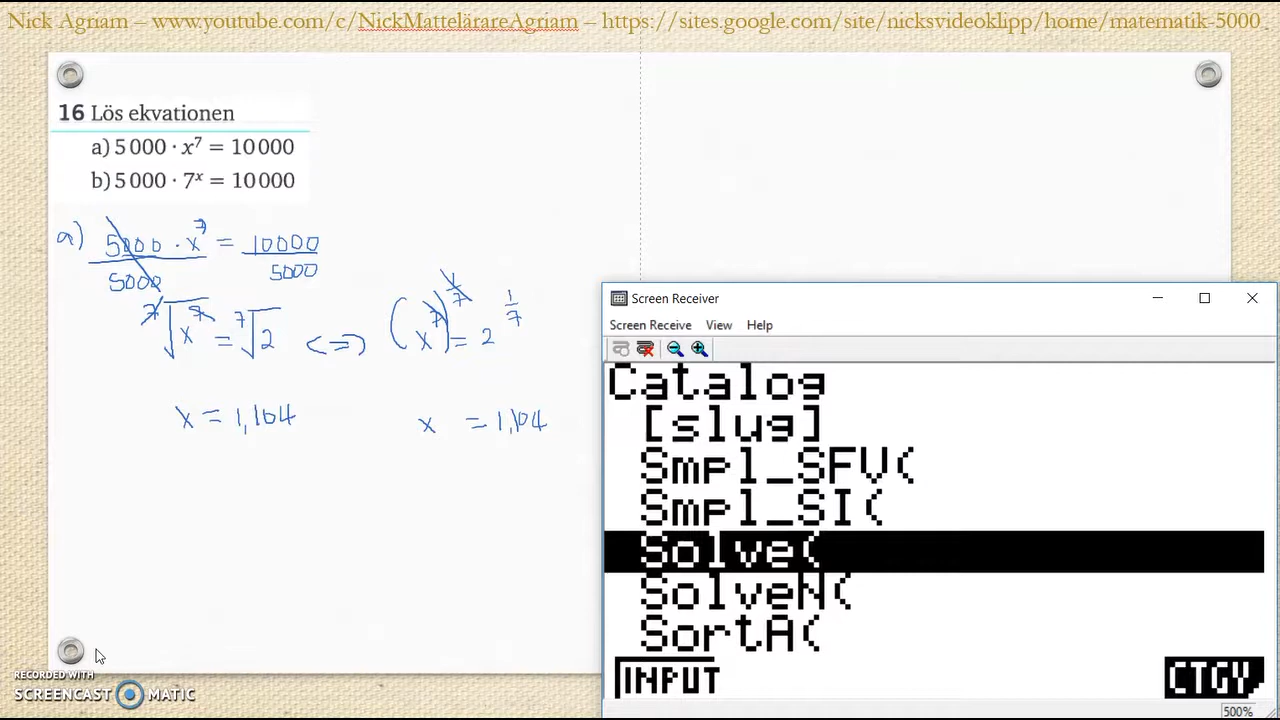 Nick Agriam – www.youtube.com/c/NickMattelärareAgriam – https://sites.google.com/site/nicksvideoklipp/home/matematik-5000
16 Lös ekvationen
a) 5 000 · x⁷ = 10 000
b) 5 000 · 7ˣ = 10 000
a) 5000 · x⁷ = 10000
5000 5000
⁷√x⁷ = ⁷√2 <=> (x⁷)^1/7 = 2^1/7
x = 1,104 x = 1,104
Screen Receiver
Screen Receive View Help
Catalog
[slug]
Smpl_SFV(
Smpl_SI(
Solve(
SolveN(
SortA(
INPUT CTGY
500%
RECORDED WITH
SCREENCAST MATIC